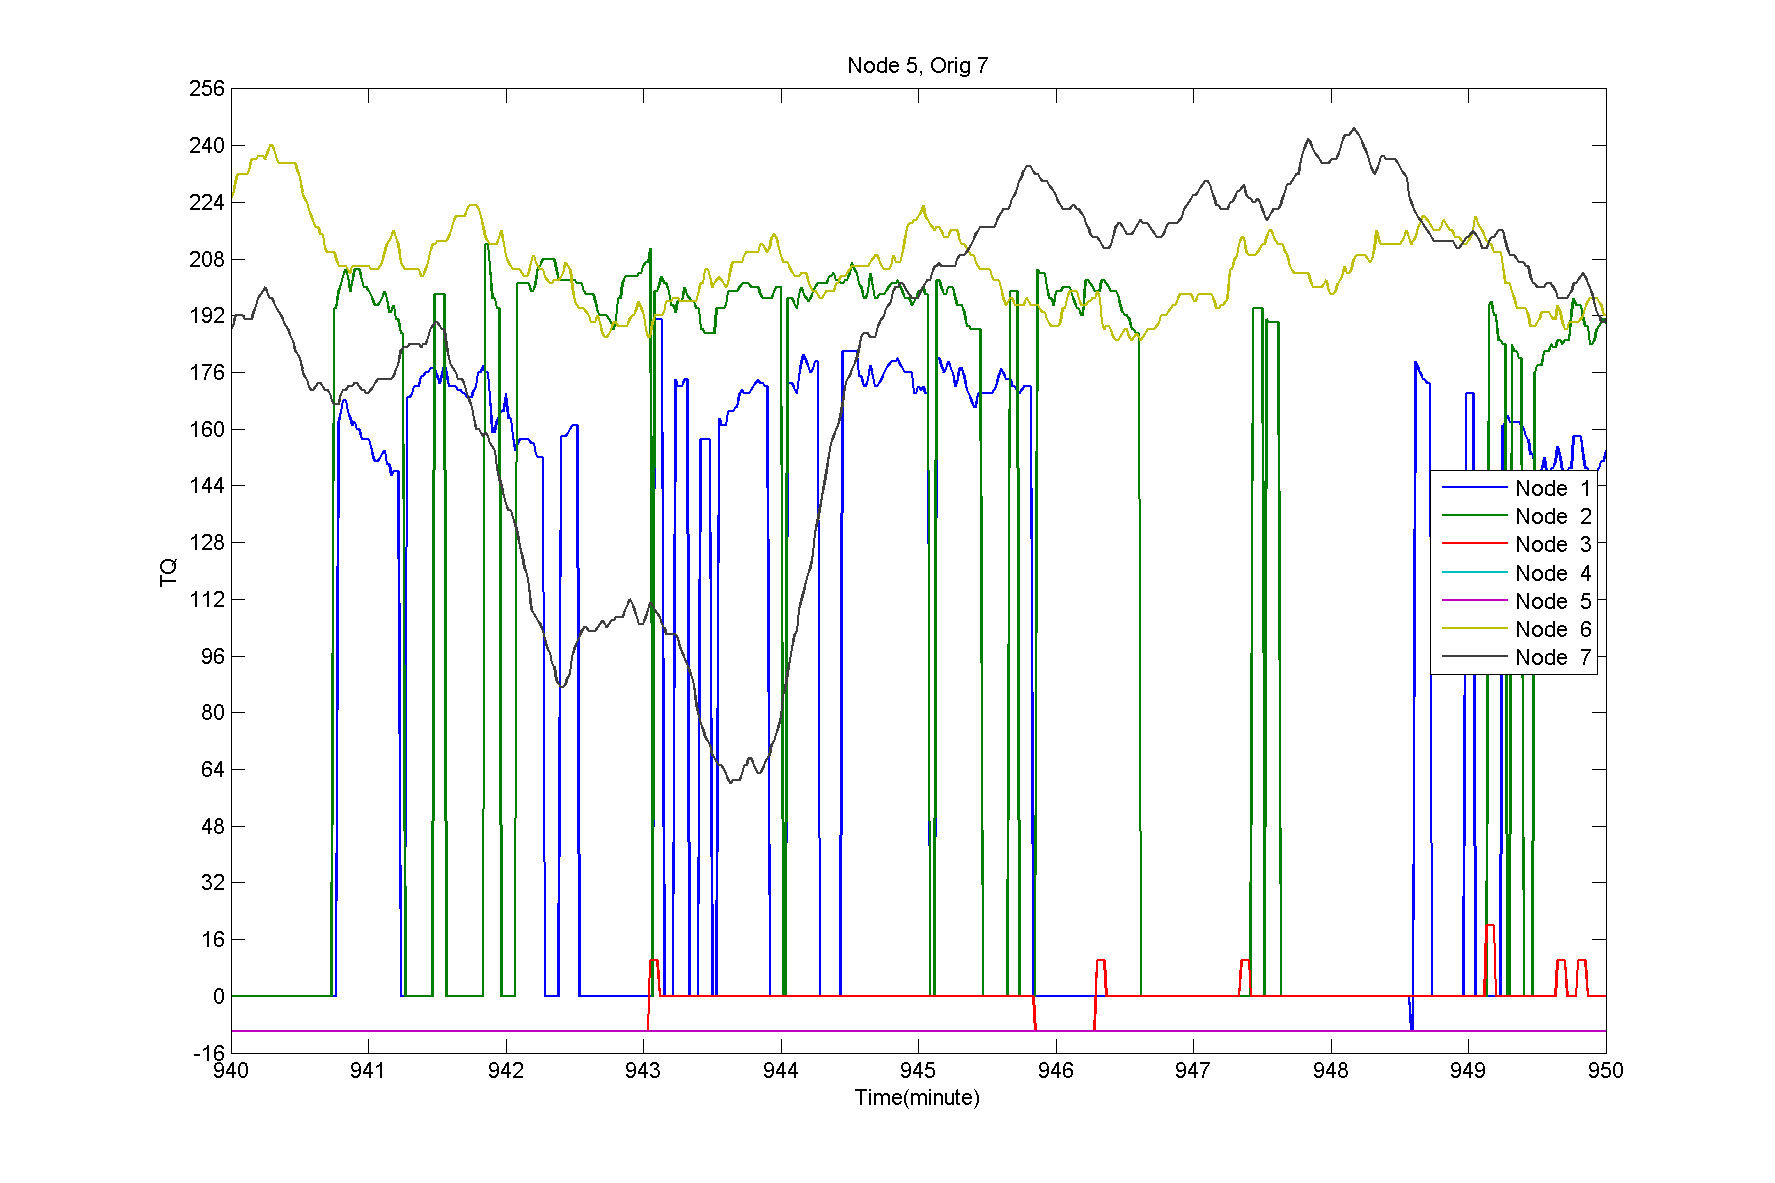 Node 5, Orig 7
256
240
224
208
192
176
160
144
128
112
96
80
64
48
32
16
0
-16
TQ
Node 1
Node 2
Node 3
Node 4
Node 5
Node 6
Node 7
940 941 942 943 944 945 946 947 948 949 950
Time(minute)